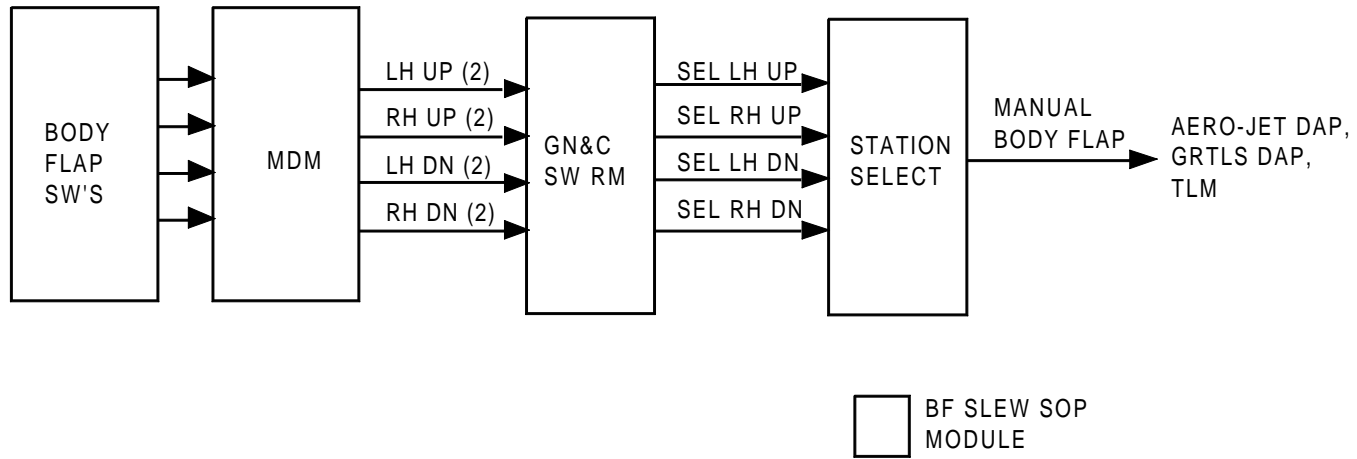 BODY
FLAP
SW'S
MDM
LH UP (2)
RH UP (2)
LH DN (2)
RH DN (2)
GN&C
SW RM
SEL LH UP
SEL RH UP
SEL LH DN
SEL RH DN
STATION
SELECT
MANUAL
BODY FLAP
AERO-JET DAP,
GRTLS DAP,
TLM
BF SLEW SOP
MODULE